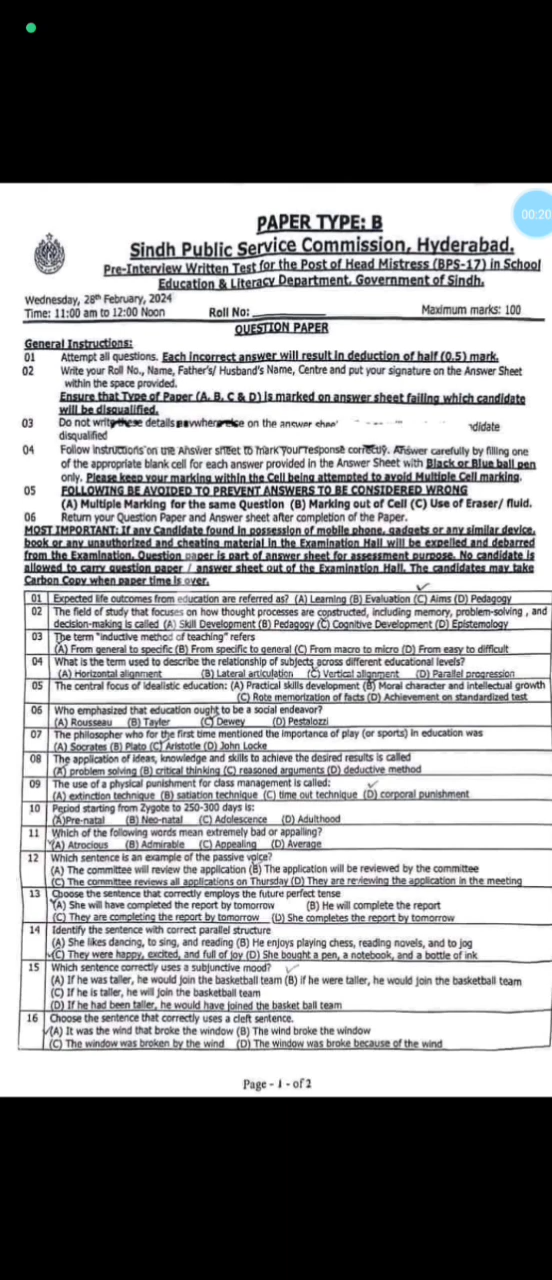 00:20
PAPER TYPE: B
Sindh Public Service Commission, Hyderabad.
Pre-Interview Written Test for the Post of Head Mistress (BPS-17) in School
Education & Literacy Department, Government of Sindh.
Wednesday, 28th February, 2024
Time: 11:00 am to 12:00 Noon Roll No: Maximum marks: 100
QUESTION PAPER
General Instructions:
01 Attempt all questions. Each incorrect answer will result in deduction of half (0.5) mark.
02 Write your Roll No., Name, Father's/ Husband's Name, Centre and put your signature on the Answer Sheet
within the space provided.
Ensure that Type of Paper (A, B, C & D) is marked on answer sheet failing which candidate
will be disqualified.
03 Do not write these details on the
disqualified
04 Follow instructions on the Answer sheet to mark your response correctly. Answer carefully by filling one
of the appropriate blank cell for each answer provided in the Answer Sheet with Black or Blue ball pen
only. Please keep your marking within the Cell being attempted to avoid Multiple Cell marking.
05 FOLLOWING BE AVOIDED TO PREVENT ANSWERS TO BE CONSIDERED WRONG
(A) Multiple Marking for the same Question (B) Marking out of Cell (C) Use of Eraser/ fluid.
06 Return your Question Paper and Answer sheet after completion of the Paper.
MOST IMPORTANT: If any Candidate found in possession of mobile phone, gadgets or any similar device,
book or any unauthorized and cheating material in the Examination Hall will be expelled and debarred
from the Examination. Question paper is part of answer sheet for assessment purpose. No candidate is
allowed to carry question paper / answer sheet out of the Examination Hall. The candidates may take
Carbon Copy when paper time is over.
01 Expected life outcomes from education are referred as? (A) Learning (B) Evaluation (C) Aims (D) Pedagogy
02 The field of study that focuses on how thought processes are constructed, including memory, problem-solving , and
decision-making is called (A) Skill Development (B) Pedagogy (C) Cognitive Development (D) Epistemology
03 The term "inductive method of teaching" refers
(A) From general to specific (B) From specific to general (C) From macro to micro (D) From easy to difficult
04 What is the term used to describe the relationship of subjects across different educational levels?
(A) Horizontal alignment (B) Lateral articulation (C) Vertical alignment (D) Parallel progression
05 The central focus of idealistic education: (A) Practical skills development (B) Moral character and intellectual growth
(C) Rote memorization of facts (D) Achievement on standardized test
06 Who emphasized that education ought to be a social endeavor?
(A) Rousseau (B) Tayler (C) Dewey (D) Pestalozzi
07 The philosopher who for the first time mentioned the importance of play (or sports) in education was
(A) Socrates (B) Plato (C) Aristotle (D) John Locke
08 The application of ideas, knowledge and skills to achieve the desired results is called
(A) problem solving (B) critical thinking (C) reasoned arguments (D) deductive method
09 The use of a physical punishment for class management is called:
(A) extinction technique (B) satiation technique (C) time out technique (D) corporal punishment
10 Period starting from Zygote to 250-300 days is:
(A)Pre-natal (B) Neo-natal (C) Adolescence (D) Adulthood
11 Which of the following words mean extremely bad or appalling?
(A) Atrocious (B) Admirable (C) Appealing (D) Average
12 Which sentence is an example of the passive voice?
(A) The committee will review the application (B) The application will be reviewed by the committee
(C) The committee reviews all applications on Thursday (D) They are reviewing the application in the meeting
13 Choose the sentence that correctly employs the future perfect tense
(A) She will have completed the report by tomorrow (B) He will complete the report
(C) They are completing the report by tomorrow (D) She completes the report by tomorrow
14 Identify the sentence with correct parallel structure
(A) She likes dancing, to sing, and reading (B) He enjoys playing chess, reading novels, and to jog
(C) They were happy, excited, and full of joy (D) She bought a pen, a notebook, and a bottle of ink
15 Which sentence correctly uses a subjunctive mood?
(A) If he was taller, he would join the basketball team (B) if he were taller, he would join the basketball team
(C) If he is taller, he will join the basketball team
(D) If he had been taller, he would have joined the basket ball team
16 Choose the sentence that correctly uses a cleft sentence.
(A) It was the wind that broke the window (B) The wind broke the window
(C) The window was broken by the wind (D) The window was broke because of the wind
Page - 1 - of 2